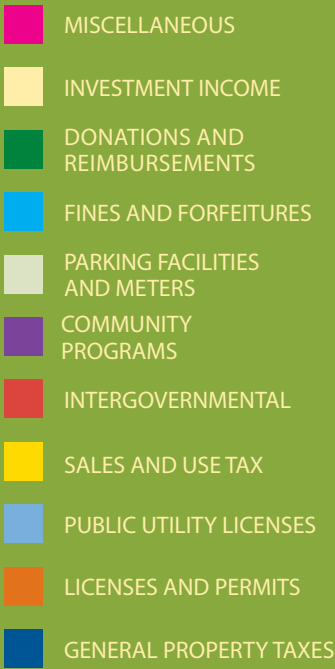 MISCELLANEOUS
INVESTMENT INCOME
DONATIONS AND
REIMBURSEMENTS
FINES AND FORFEITURES
PARKING FACILITIES
AND METERS
COMMUNITY
PROGRAMS
INTERGOVERNMENTAL
SALES AND USE TAX
PUBLIC UTILITY LICENSES
LICENSES AND PERMITS
GENERAL PROPERTY TAXES